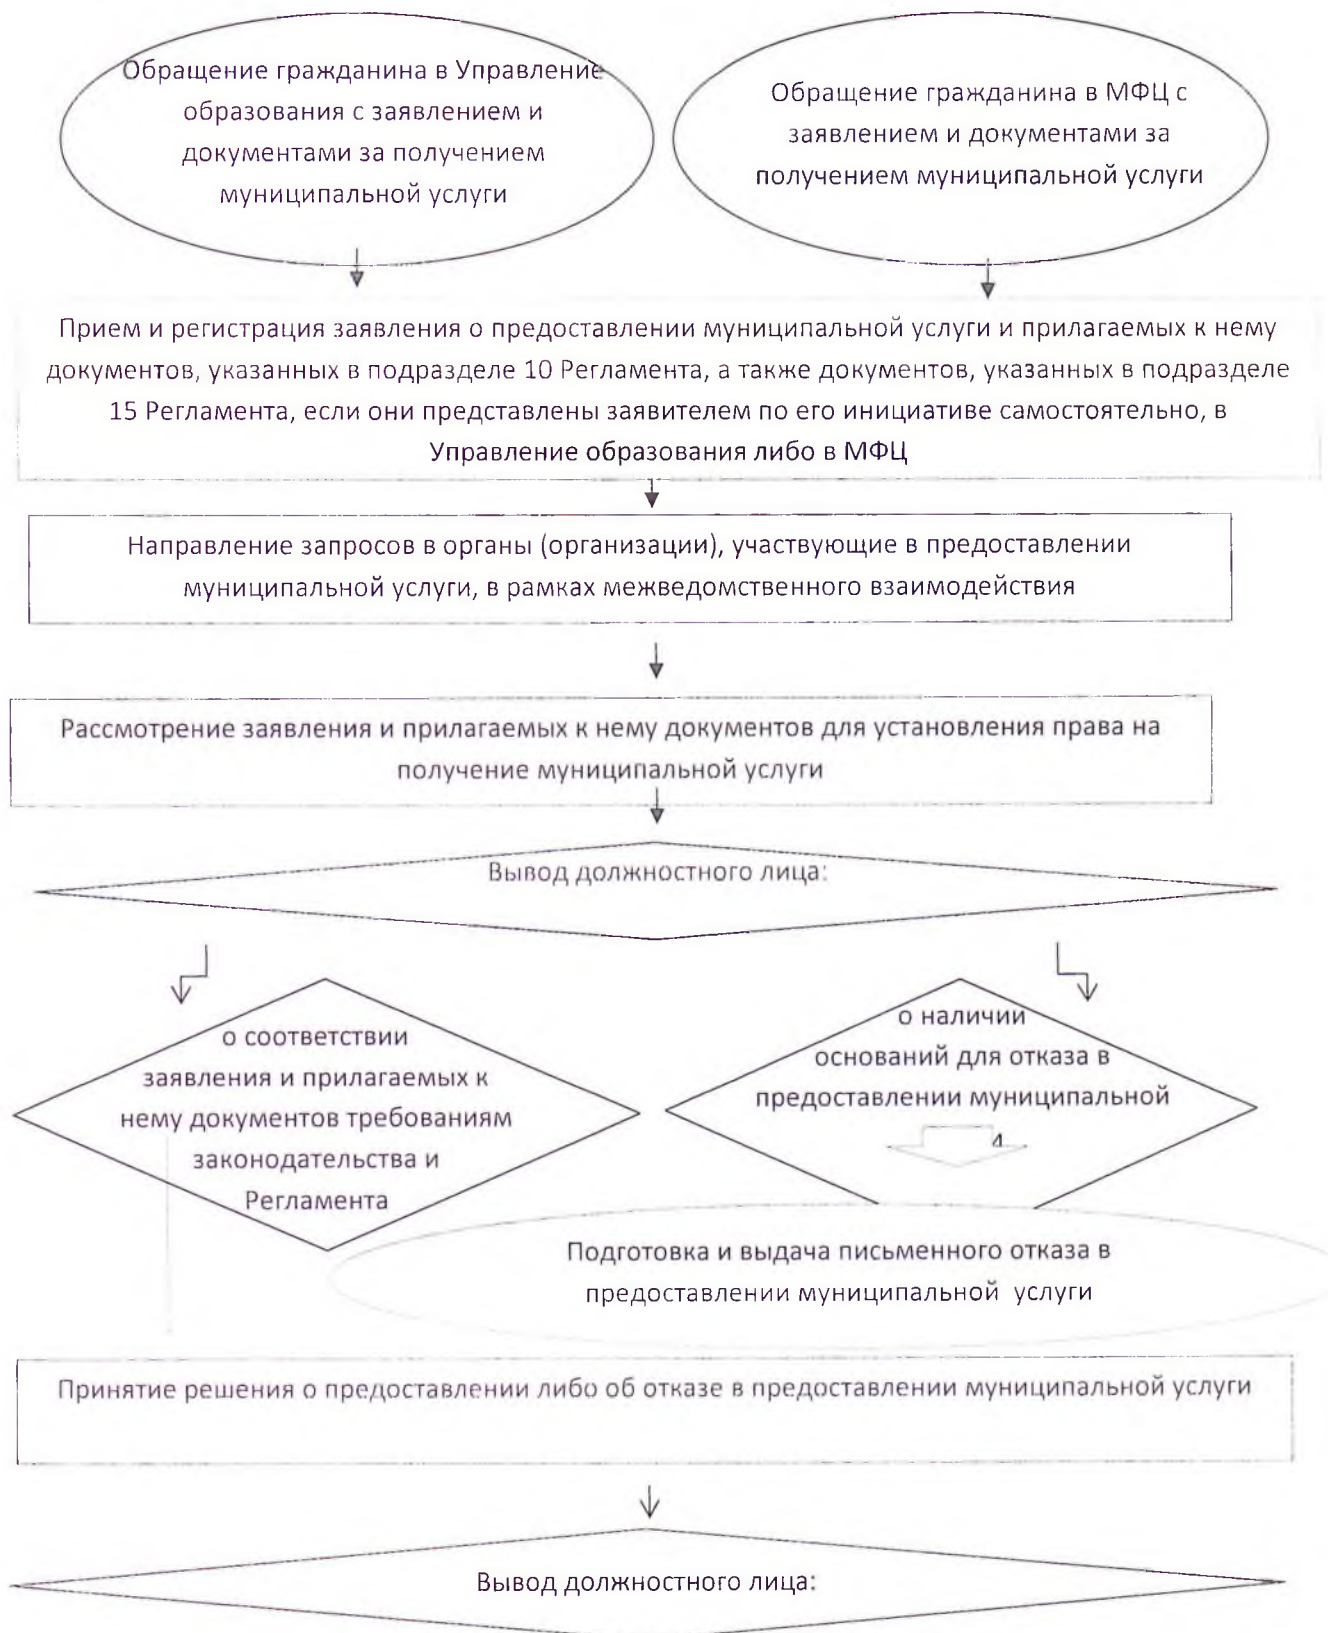 Обращение гражданина в Управление
образования с заявлением и
документами за получением
муниципальной услуги
Обращение гражданина в МФЦ с
заявлением и документами за
получением муниципальной услуги
Прием и регистрация заявления о предоставлении муниципальной услуги и прилагаемых к нему
документов, указанных в подразделе 10 Регламента, а также документов, указанных в подразделе
15 Регламента, если они представлены заявителем по его инициативе самостоятельно, в
Управление образования либо в МФЦ
Направление запросов в органы (организации), участвующие в предоставлении
муниципальной услуги, в рамках межведомственного взаимодействия
Рассмотрение заявления и прилагаемых к нему документов для установления права на
получение муниципальной услуги
Вывод должностного лица:
о соответствии
заявления и прилагаемых к
нему документов требованиям
законодательства и
Регламента
о наличии
оснований для отказа в
предоставлении муниципальной
Подготовка и выдача письменного отказа в
предоставлении муниципальной услуги
Принятие решения о предоставлении либо об отказе в предоставлении муниципальной услуги
Вывод должностного лица: